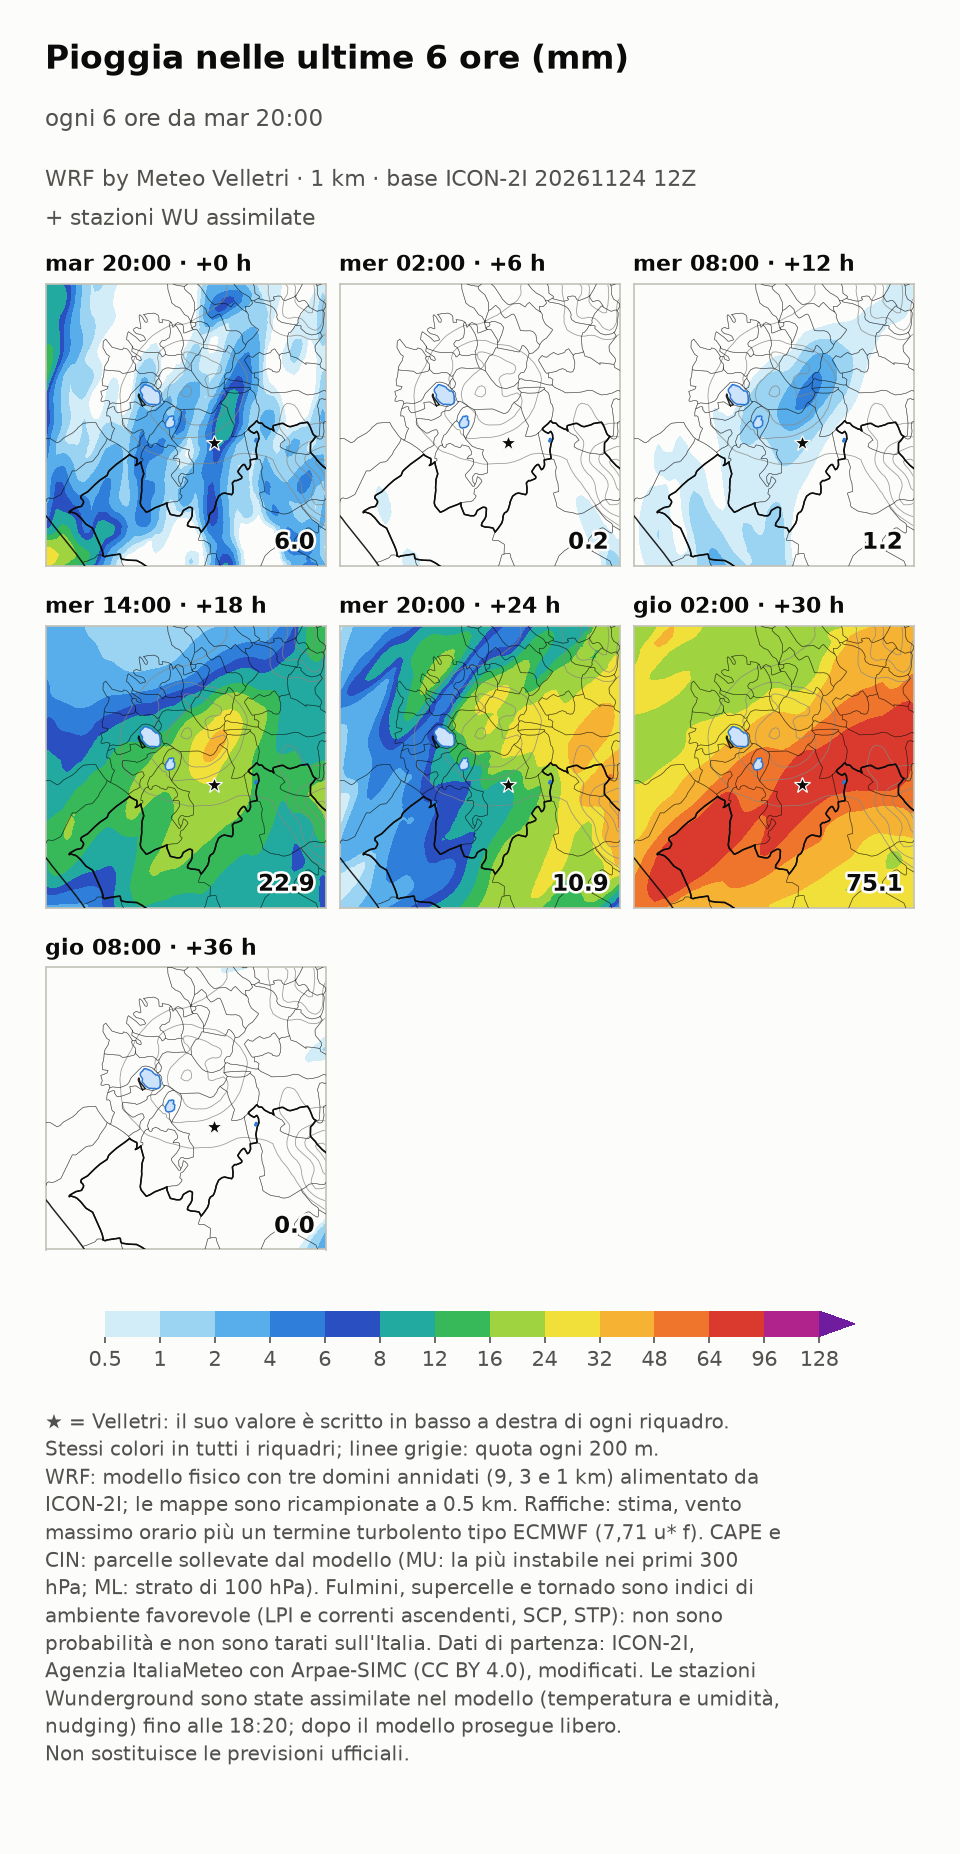 Pioggia nelle ultime 6 ore (mm)
ogni 6 ore da mar 20:00
WRF by Meteo Velletri · 1 km · base ICON-2I 20261124 12Z
+ stazioni WU assimilate
mar 20:00 · +0 h
mer 02:00 · +6 h
mer 08:00 · +12 h
6.0
0.2
1.2
mer 14:00 · +18 h
mer 20:00 · +24 h
gio 02:00 · +30 h
22.9
10.9
75.1
gio 08:00 · +36 h
0.0
0.5 1 2 4 6 8 12 16 24 32 48 64 96 128
★ = Velletri: il suo valore è scritto in basso a destra di ogni riquadro.
Stessi colori in tutti i riquadri; linee grigie: quota ogni 200 m.
WRF: modello fisico con tre domini annidati (9, 3 e 1 km) alimentato da
ICON-2I; le mappe sono ricampionate a 0.5 km. Raffiche: stima, vento
massimo orario più un termine turbolento tipo ECMWF (7,71 u* f). CAPE e
CIN: parcelle sollevate dal modello (MU: la più instabile nei primi 300
hPa; ML: strato di 100 hPa). Fulmini, supercelle e tornado sono indici di
ambiente favorevole (LPI e correnti ascendenti, SCP, STP): non sono
probabilità e non sono tarati sull'Italia. Dati di partenza: ICON-2I,
Agenzia ItaliaMeteo con Arpae-SIMC (CC BY 4.0), modificati. Le stazioni
Wunderground sono state assimilate nel modello (temperatura e umidità,
nudging) fino alle 18:20; dopo il modello prosegue libero.
Non sostituisce le previsioni ufficiali.